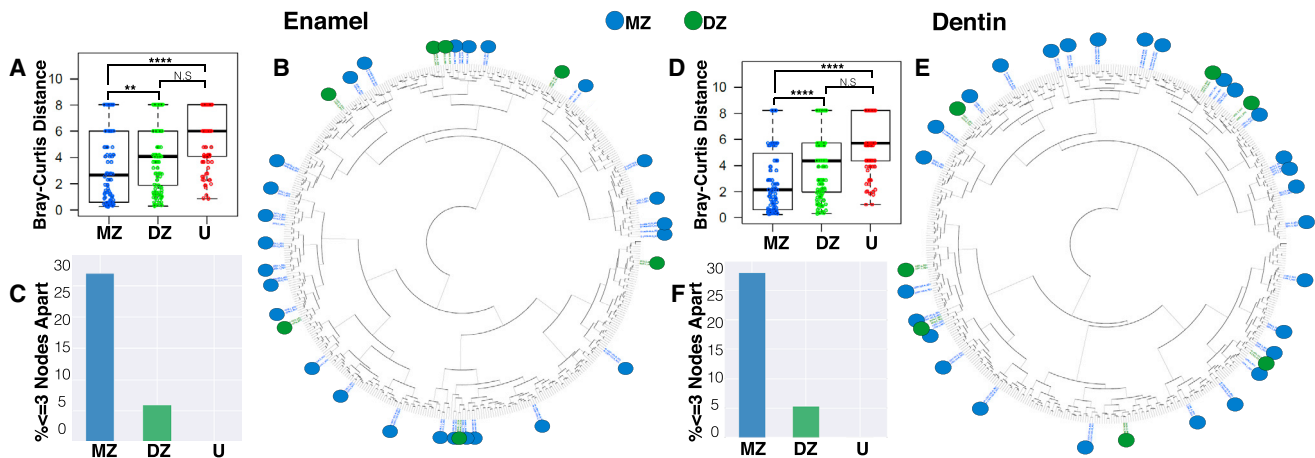 Enamel
MZ DZ
Dentin
A
Bray-Curtis Distance
10
8
6
4
2
0
****
**
N.S
MZ DZ U
B
C
%<=3 Nodes Apart
30
25
20
15
10
5
0
MZ DZ U
D
Bray-Curtis Distance
10
8
6
4
2
0
****
****
N.S
MZ DZ U
E
F
%<=3 Nodes Apart
30
25
20
15
10
5
0
MZ DZ U